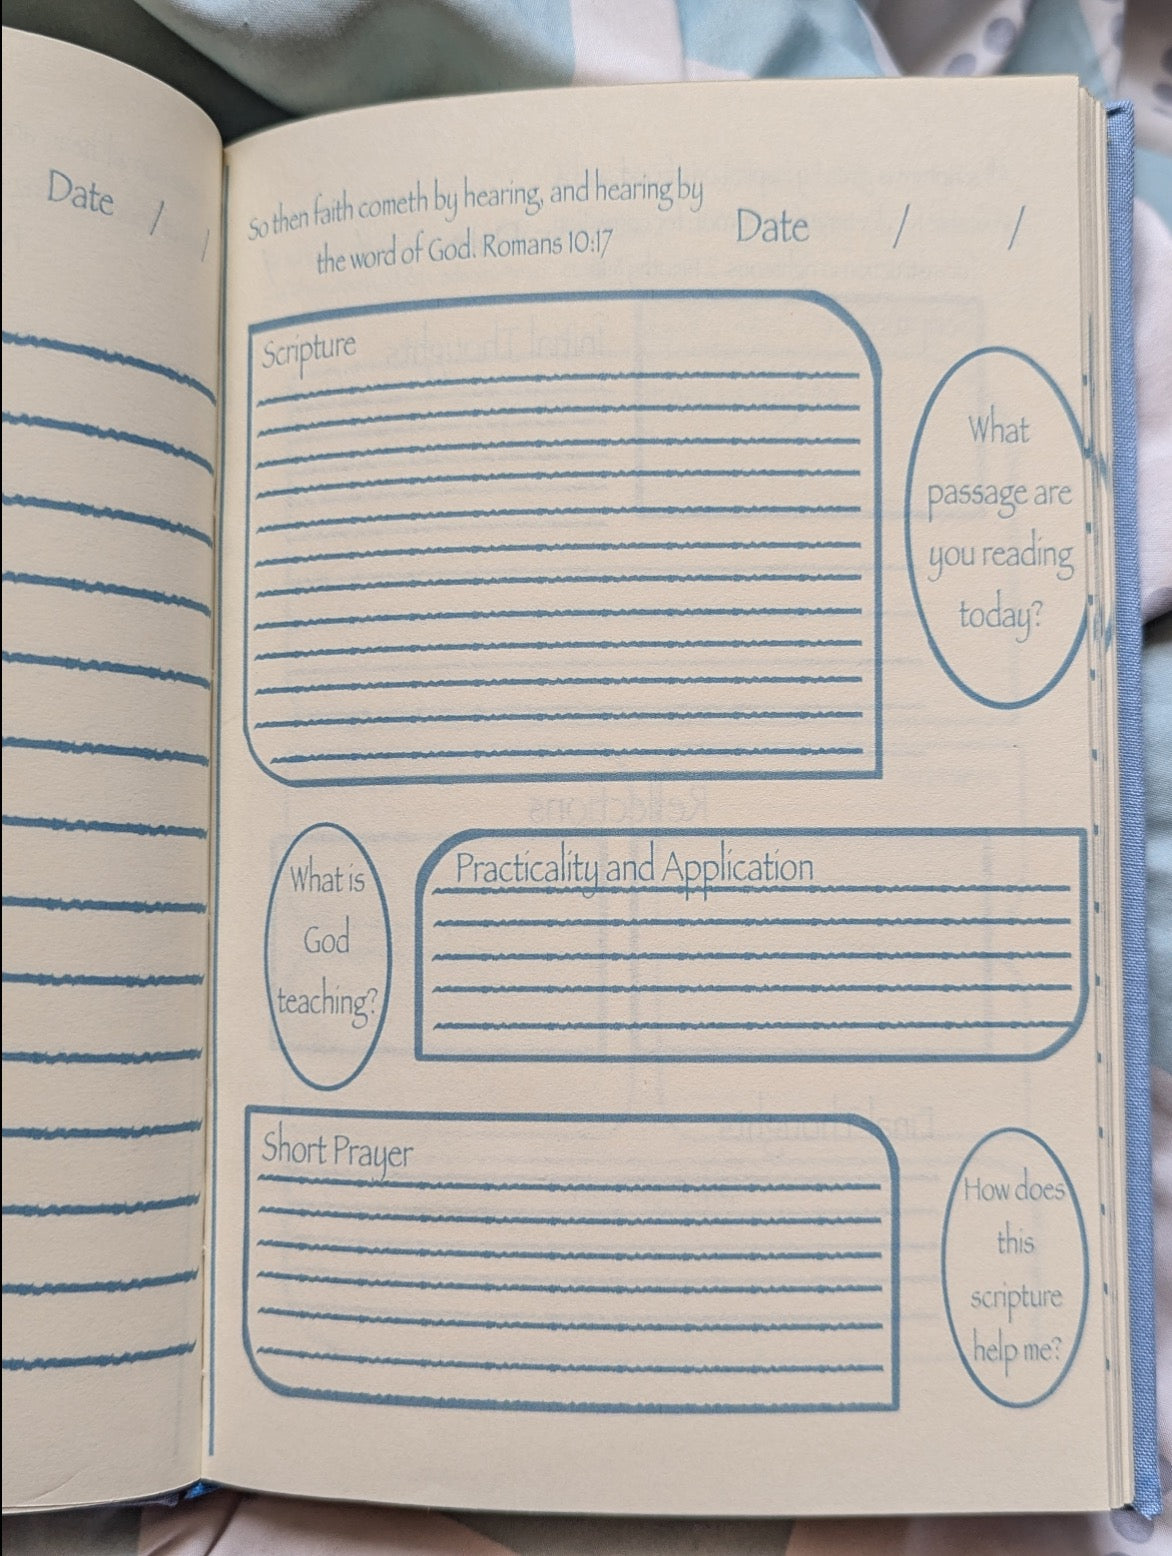 Date / /
So then faith cometh by hearing, and hearing by
the word of God. Romans 10:17
Date / /
Scripture
What
passage are
you reading
today?
What is
God
teaching?
Practicality and Application
Short Prayer
How does
this
scripture
help me?